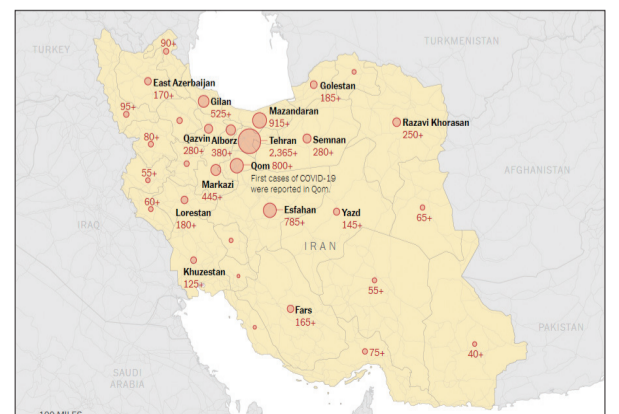 90+
TURKEY
TURKMENISTAN
East Azerbaijan
170+
Golestan
185+
95+
Gilan
525+
Mazandaran
915+
Razavi Khorasan
250+
80+
Qazvin
280+
Alborz
380+
Tehran
2,365+
Semnan
280+
Qom 800+
First cases of COVID-19
were reported in Qom.
AFGHANISTAN
55+
Markazi
445+
60+
Lorestan
180+
Esfahan
785+
Yazd
145+
65+
IRAQ
IRAN
Khuzestan
125+
55+
Fars
165+
PAKISTAN
75+
40+
SAUDI
ARABIA
100 MILES